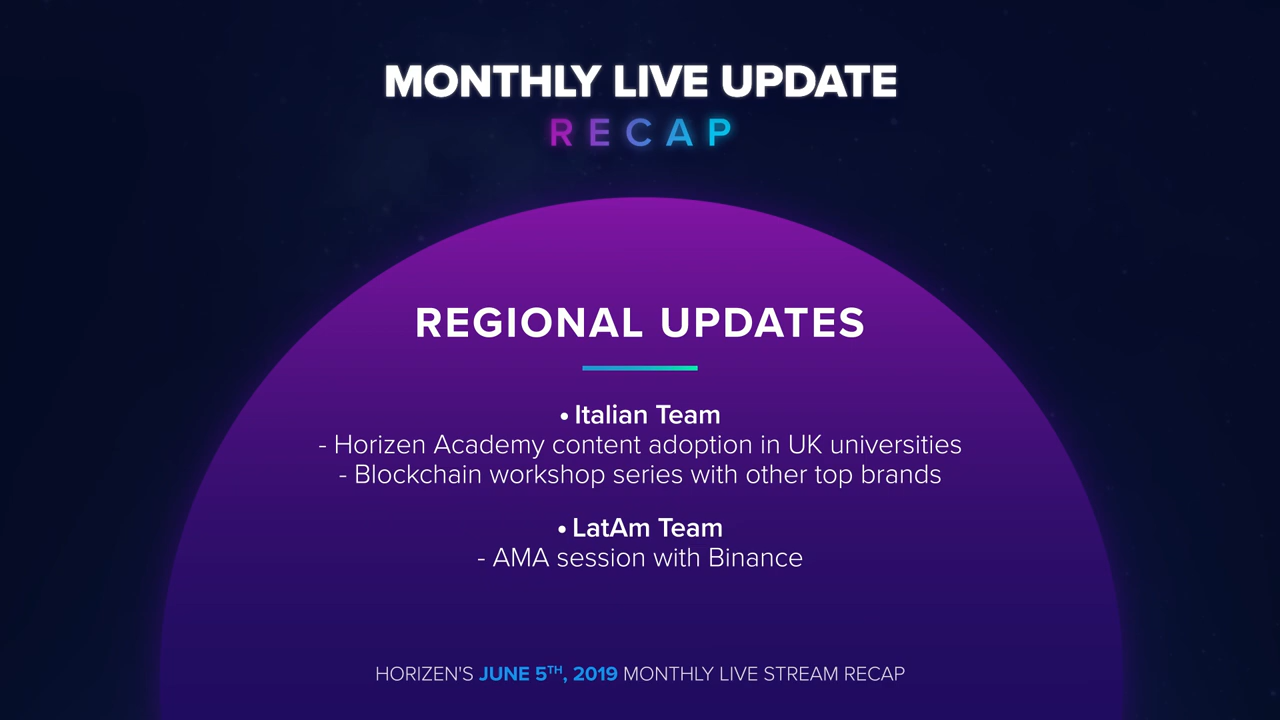 MONTHLY LIVE UPDATE
RECAP
REGIONAL UPDATES
• Italian Team
- Horizen Academy content adoption in UK universities
- Blockchain workshop series with other top brands
• LatAm Team
- AMA session with Binance
HORIZEN'S JUNE 5TH, 2019 MONTHLY LIVE STREAM RECAP